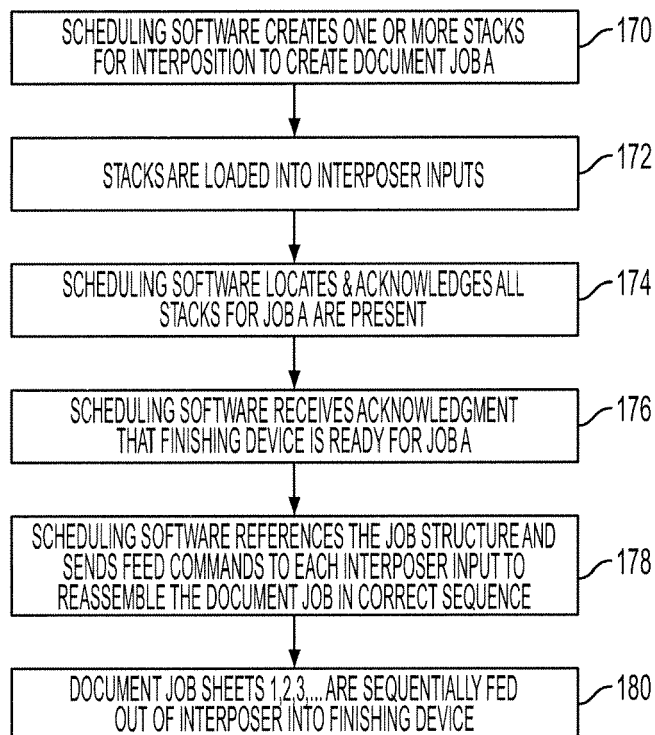 SCHEDULING SOFTWARE CREATES ONE OR MORE STACKS
FOR INTERPOSITION TO CREATE DOCUMENT JOB A
170
STACKS ARE LOADED INTO INTERPOSER INPUTS
172
SCHEDULING SOFTWARE LOCATES & ACKNOWLEDGES ALL
STACKS FOR JOB A ARE PRESENT
174
SCHEDULING SOFTWARE RECEIVES ACKNOWLEDGMENT
THAT FINISHING DEVICE IS READY FOR JOB A
176
SCHEDULING SOFTWARE REFERENCES THE JOB STRUCTURE AND
SENDS FEED COMMANDS TO EACH INTERPOSER INPUT TO
REASSEMBLE THE DOCUMENT JOB IN CORRECT SEQUENCE
178
DOCUMENT JOB SHEETS 1,2,3,... ARE SEQUENTIALLY FED
OUT OF INTERPOSER INTO FINISHING DEVICE
180